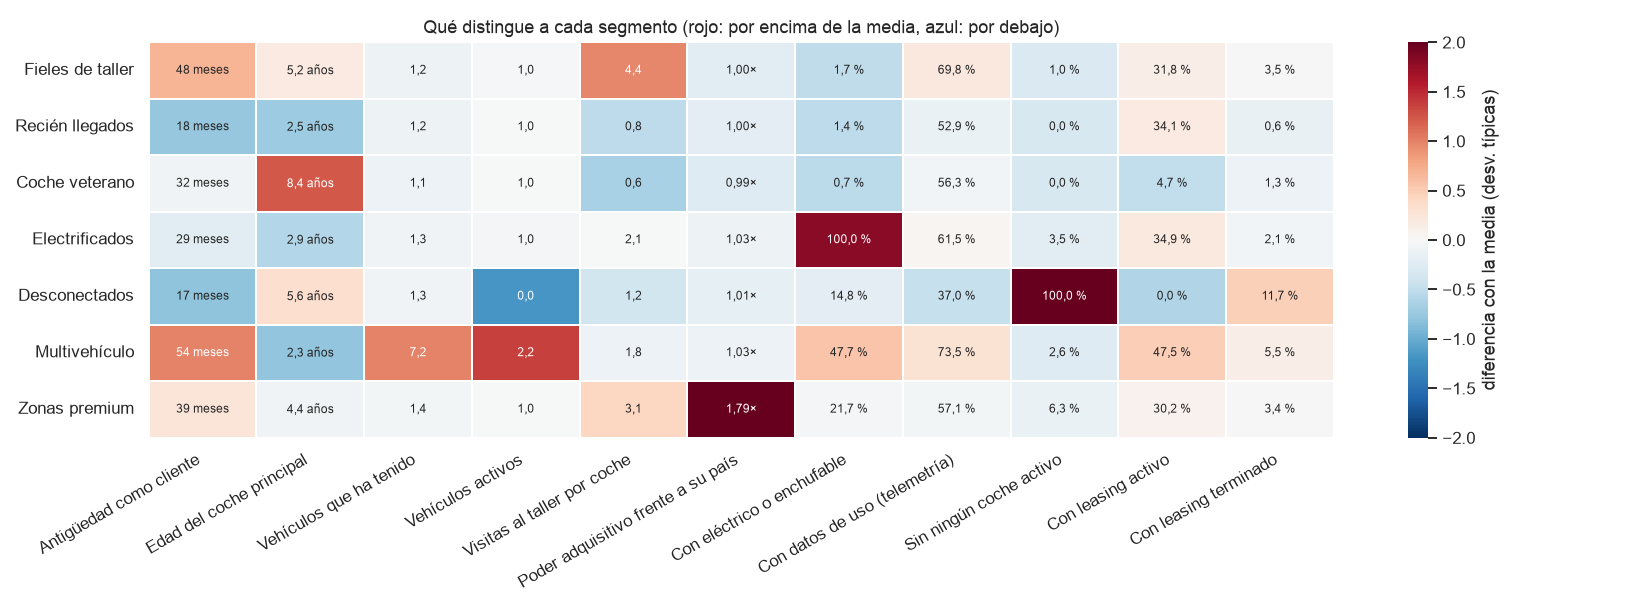 Qué distingue a cada segmento (rojo: por encima de la media, azul: por debajo)
Fieles de taller 48 meses 5,2 años 1,2 1,0 4,4 1,00× 1,7 % 69,8 % 1,0 % 31,8 % 3,5 %
Recién llegados 18 meses 2,5 años 1,2 1,0 0,8 1,00× 1,4 % 52,9 % 0,0 % 34,1 % 0,6 %
Coche veterano 32 meses 8,4 años 1,1 1,0 0,6 0,99× 0,7 % 56,3 % 0,0 % 4,7 % 1,3 %
Electrificados 29 meses 2,9 años 1,3 1,0 2,1 1,03× 100,0 % 61,5 % 3,5 % 34,9 % 2,1 %
Desconectados 17 meses 5,6 años 1,3 0,0 1,2 1,01× 14,8 % 37,0 % 100,0 % 0,0 % 11,7 %
Multivehículo 54 meses 2,3 años 7,2 2,2 1,8 1,03× 47,7 % 73,5 % 2,6 % 47,5 % 5,5 %
Zonas premium 39 meses 4,4 años 1,4 1,0 3,1 1,79× 21,7 % 57,1 % 6,3 % 30,2 % 3,4 %
Antigüedad como cliente
Edad del coche principal
Vehículos que ha tenido
Vehículos activos
Visitas al taller por coche
Poder adquisitivo frente a su país
Con eléctrico o enchufable
Con datos de uso (telemetría)
Sin ningún coche activo
Con leasing activo
Con leasing terminado
2.0
1.5
1.0
0.5
0.0
−0.5
−1.0
−1.5
−2.0
diferencia con la media (desv. típicas)